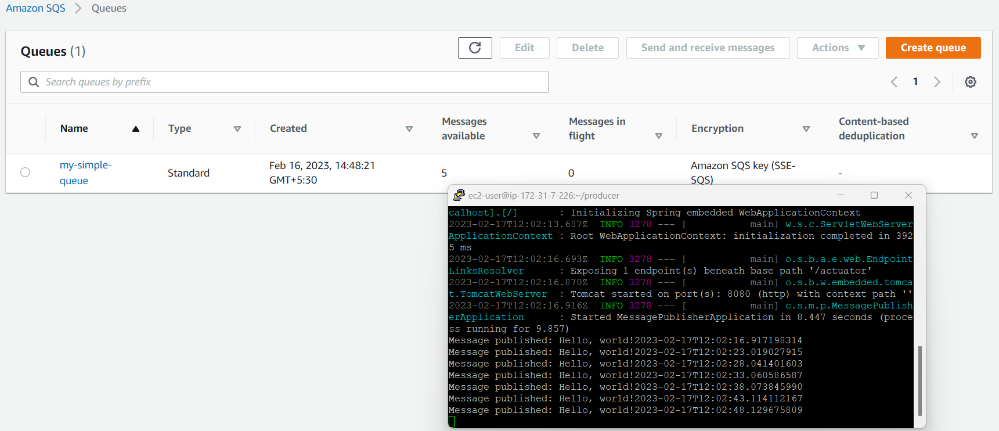 Amazon SQS > Queues
Queues (1)
Edit
Delete
Send and receive messages
Actions
Create queue
Search queues by prefix
1
Name
Type
Created
Messages available
Messages in flight
Encryption
Content-based deduplication
my-simple-queue
Standard
Feb 16, 2023, 14:48:21 GMT+5:30
5
0
Amazon SQS key (SSE-SQS)
-
ec2-user@ip-172-31-7-226:~/producer
calhost].[/]       : Initializing Spring embedded WebApplicationContext
2023-02-17T12:02:13.687Z  INFO 3278 --- [           main] w.s.c.ServletWebServer
ApplicationContext : Root WebApplicationContext: initialization completed in 392
5 ms
2023-02-17T12:02:16.693Z  INFO 3278 --- [           main] o.s.b.a.e.web.Endpoint
LinksResolver      : Exposing 1 endpoint(s) beneath base path '/actuator'
2023-02-17T12:02:16.870Z  INFO 3278 --- [           main] o.s.b.w.embedded.tomca
t.TomcatWebServer  : Tomcat started on port(s): 8080 (http) with context path ''
2023-02-17T12:02:16.916Z  INFO 3278 --- [           main] c.s.m.p.MessagePublish
erApplication      : Started MessagePublisherApplication in 8.447 seconds (proce
ss running for 9.857)
Message published: Hello, world!2023-02-17T12:02:16.917198314
Message published: Hello, world!2023-02-17T12:02:23.019027915
Message published: Hello, world!2023-02-17T12:02:28.041401603
Message published: Hello, world!2023-02-17T12:02:33.060586587
Message published: Hello, world!2023-02-17T12:02:38.073845990
Message published: Hello, world!2023-02-17T12:02:43.114112167
Message published: Hello, world!2023-02-17T12:02:48.129675809